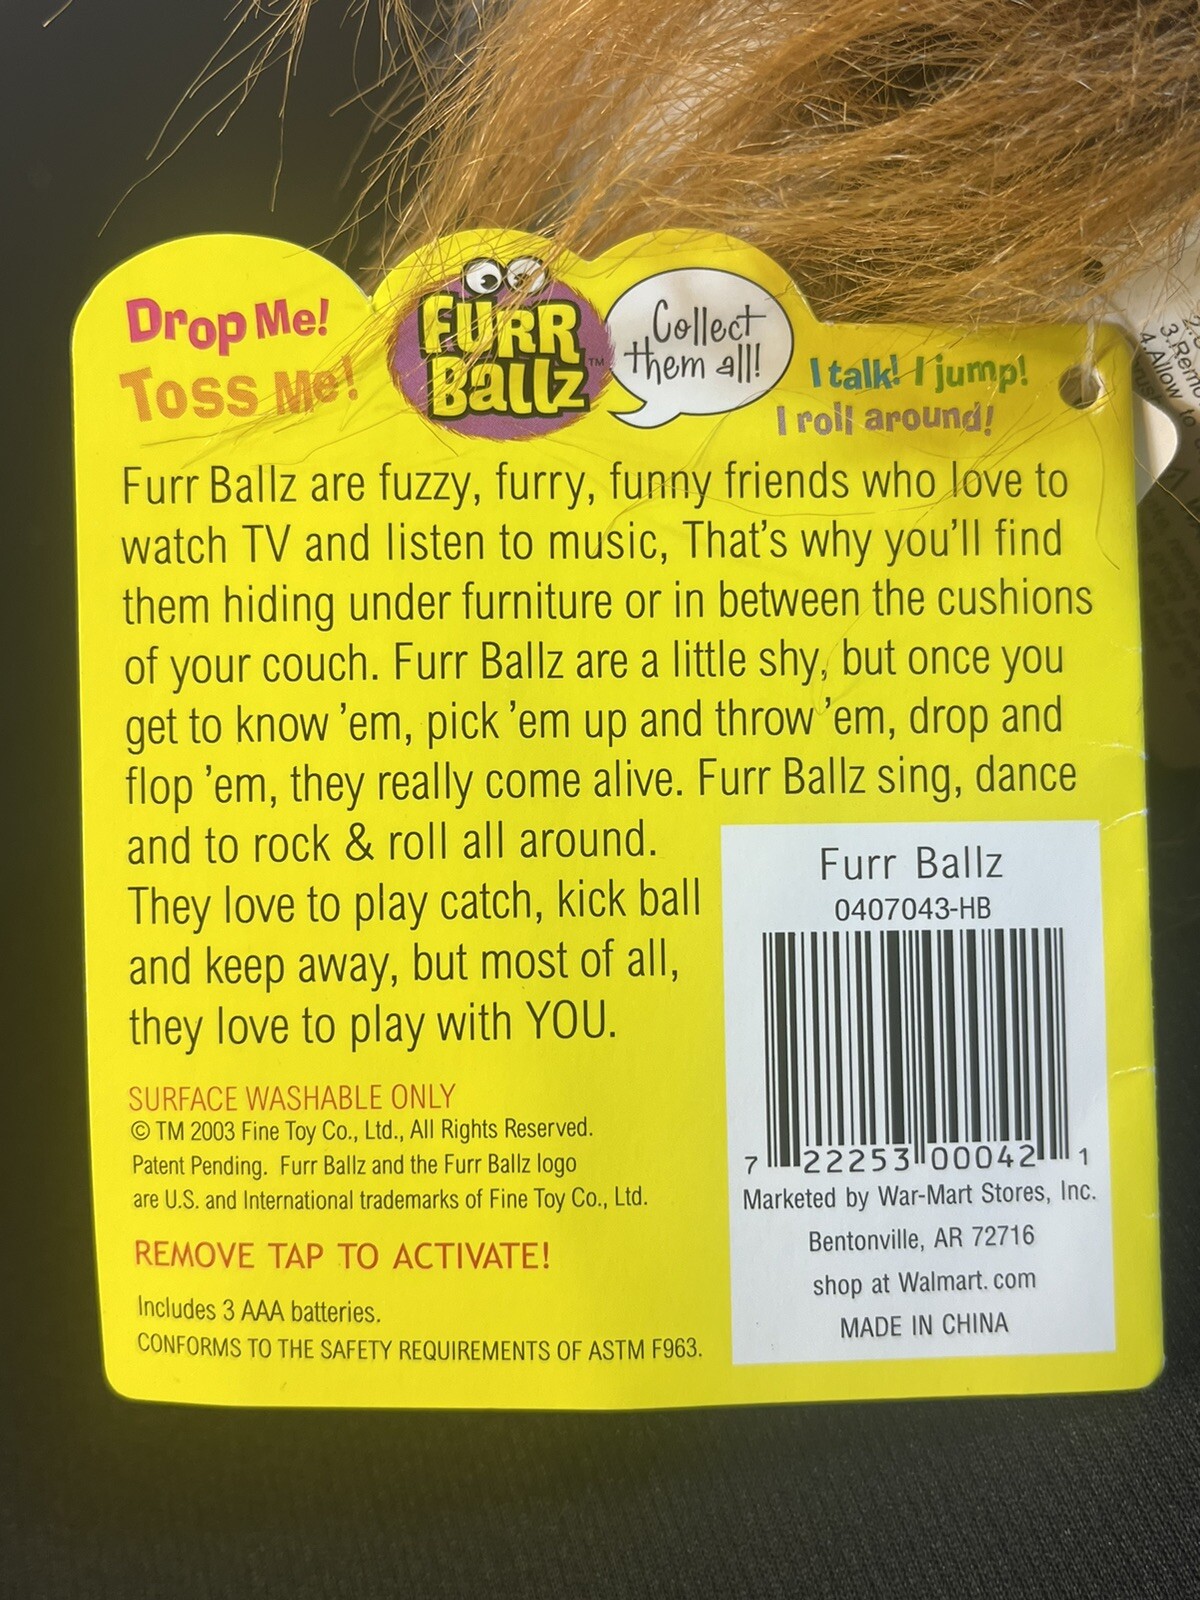 Drop Me!
Toss Me!
FURR
BALLZ™
Collect
them all!
I talk! I jump!
I roll around!
Furr Ballz are fuzzy, furry, funny friends who love to
watch TV and listen to music, That's why you'll find
them hiding under furniture or in between the cushions
of your couch. Furr Ballz are a little shy, but once you
get to know 'em, pick 'em up and throw 'em, drop and
flop 'em, they really come alive. Furr Ballz sing, dance
and to rock & roll all around.
They love to play catch, kick ball
and keep away, but most of all,
they love to play with YOU.
SURFACE WASHABLE ONLY
© TM 2003 Fine Toy Co., Ltd., All Rights Reserved.
Patent Pending. Furr Ballz and the Furr Ballz logo
are U.S. and International trademarks of Fine Toy Co., Ltd.
REMOVE TAP TO ACTIVATE!
Includes 3 AAA batteries.
CONFORMS TO THE SAFETY REQUIREMENTS OF ASTM F963.
Furr Ballz
0407043-HB
7 22253 00042 1
Marketed by War-Mart Stores, Inc.
Bentonville, AR 72716
shop at Walmart.com
MADE IN CHINA
4.Allow